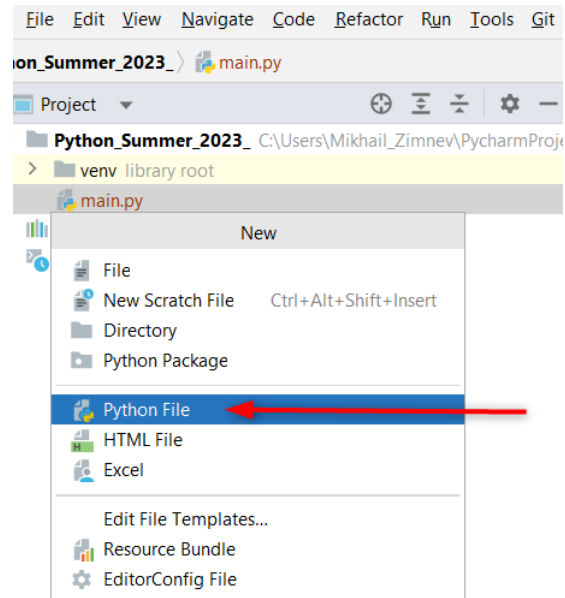 File Edit View Navigate Code Refactor Run Tools Git
on_Summer_2023_ main.py
Project
Python_Summer_2023_ C:\Users\Mikhail_Zimnev\PycharmProje
venv library root
main.py
New
File
New Scratch File Ctrl+Alt+Shift+Insert
Directory
Python Package
Python File
HTML File
Excel
Edit File Templates...
Resource Bundle
EditorConfig File